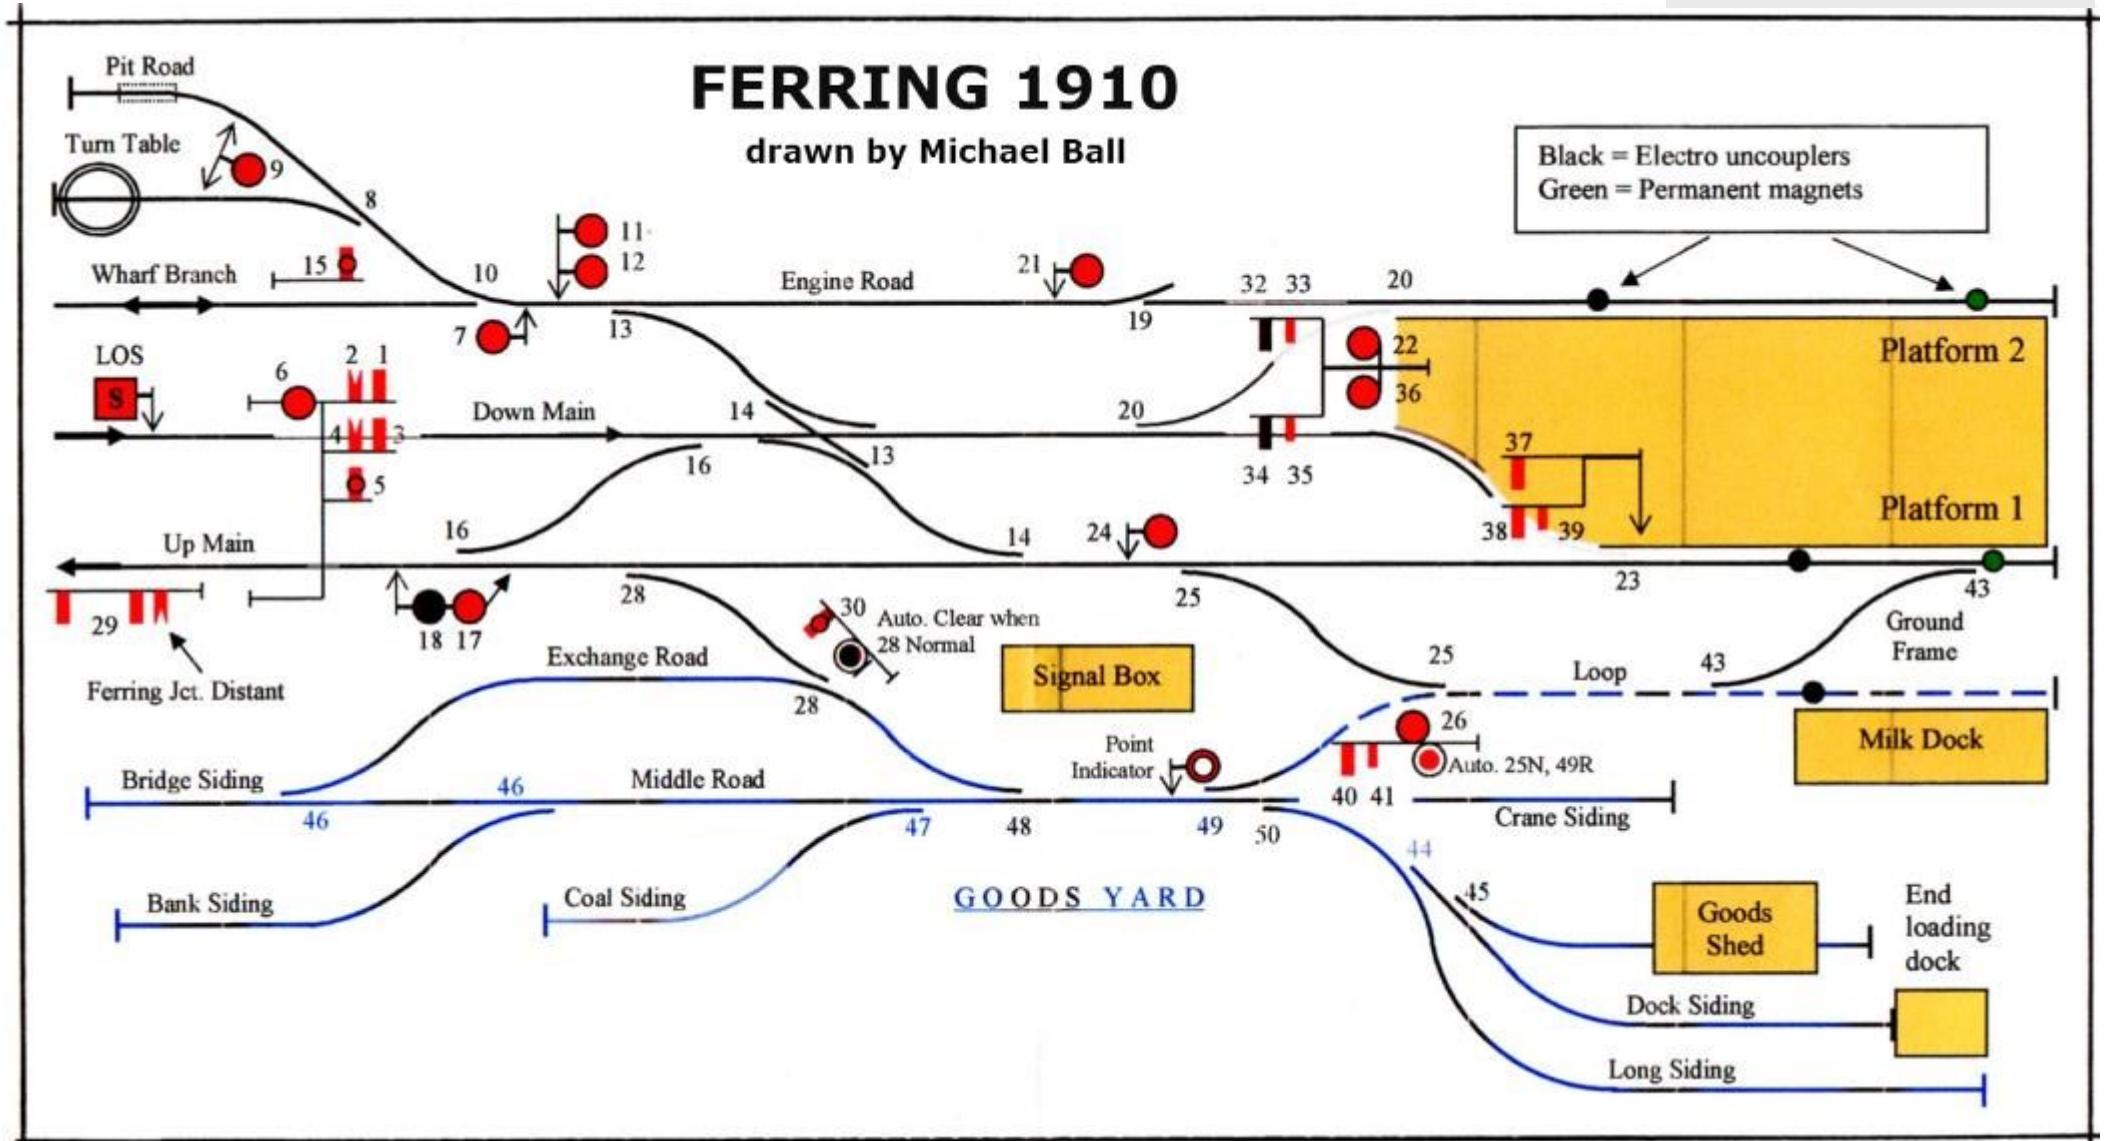 FERRING 1910
drawn by Michael Ball
Pit Road
Turn Table
9
8
Black = Electro uncouplers
Green = Permanent magnets
11
12
15
Wharf Branch
10
Engine Road
21
32 33
20
7
13
19
LOS
S
6
2 1
22
Platform 2
36
Down Main
14
20
4 3
16
13
37
34 35
5
Up Main
16
14
24
38 39
Platform 1
29
18 17
28
30
Auto. Clear when
28 Normal
25
23
43
Ground
Frame
Ferring Jct. Distant
Exchange Road
28
Signal Box
25
Loop
43
Point
Indicator
26
Auto. 25N, 49R
Milk Dock
Bridge Siding
46
46
Middle Road
47
48
49
50
40 41
Crane Siding
44
45
Bank Siding
Coal Siding
GOODS YARD
Goods
Shed
End
loading
dock
Dock Siding
Long Siding